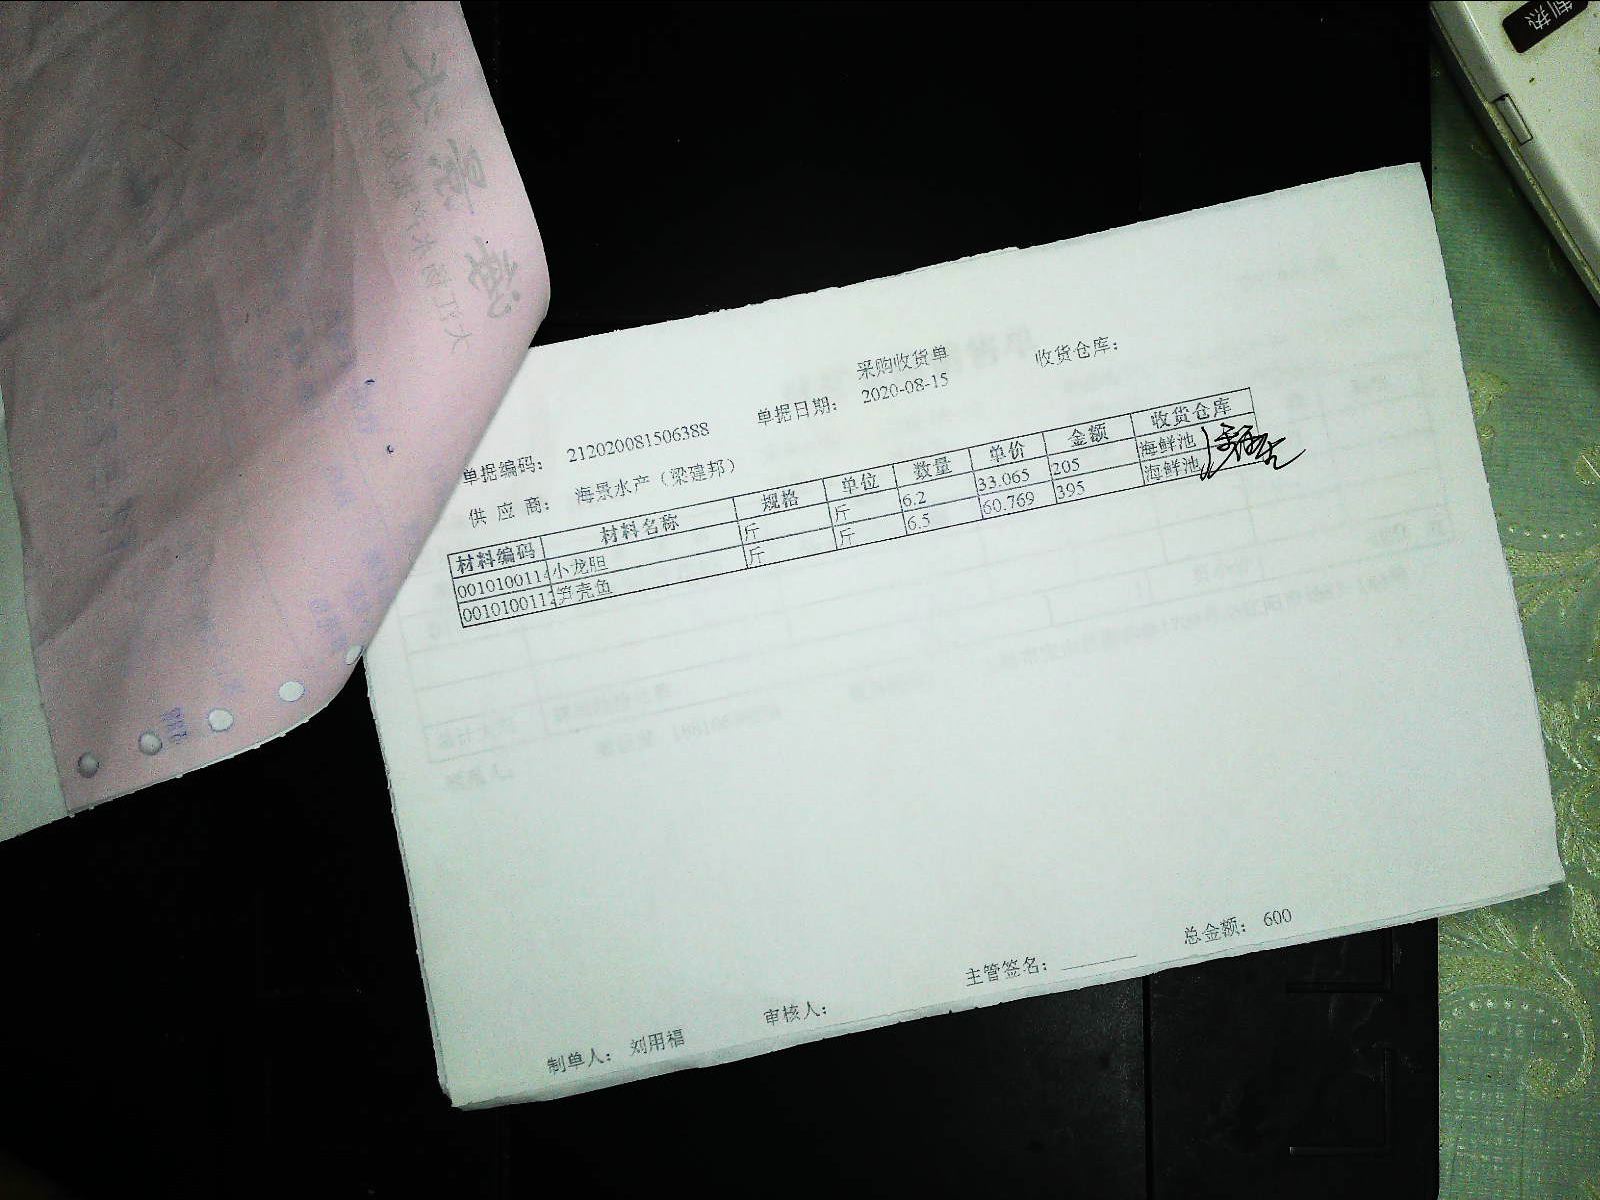 制热
采购收货单
收货仓库：
单据编码： 212020081506388 单据日期： 2020-08-15
供 应 商： 海景水产（梁建邦）
材料编码 材料名称 规格 单位 数量 单价 金额 收货仓库
0010100114 小龙胆 斤 斤 6.2 33.065 205 海鲜池
001010011 笋壳鱼 斤 斤 6.5 60.769 395 海鲜池
制单人： 刘用福 审核人： 主管签名： 总金额： 600